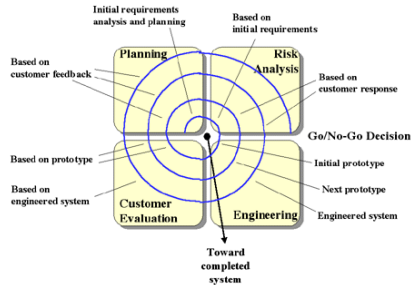 Initial requirements
analysis and planning
Based on
initial requirements
Planning
Risk
Analysis
Based on
customer feedback
Based on
customer response
Go/No-Go Decision
Based on prototype
Initial prototype
Based on
engineered system
Next prototype
Customer
Evaluation
Engineering
Engineered system
Toward
completed
system